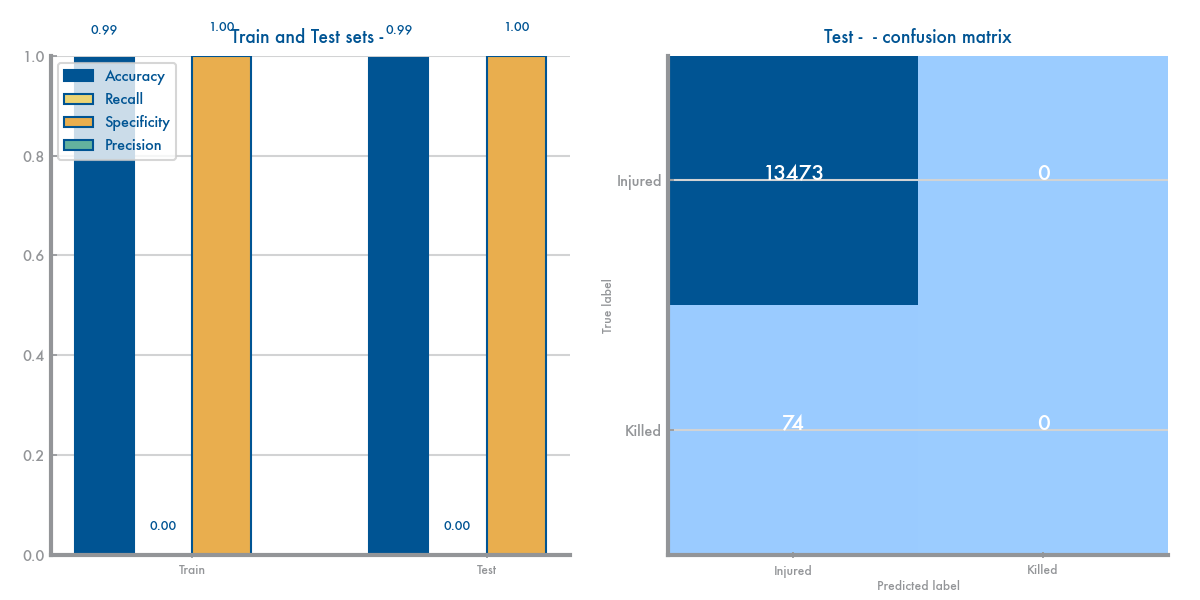 Train and Test sets -
0.99
1.00
0.99
1.00
1.0
0.8
0.6
0.4
0.2
0.0
Accuracy
Recall
Specificity
Precision
0.00
0.00
Train
Test
Test -  - confusion matrix
True label
Injured
Killed
13473
0
74
0
Injured
Killed
Predicted label